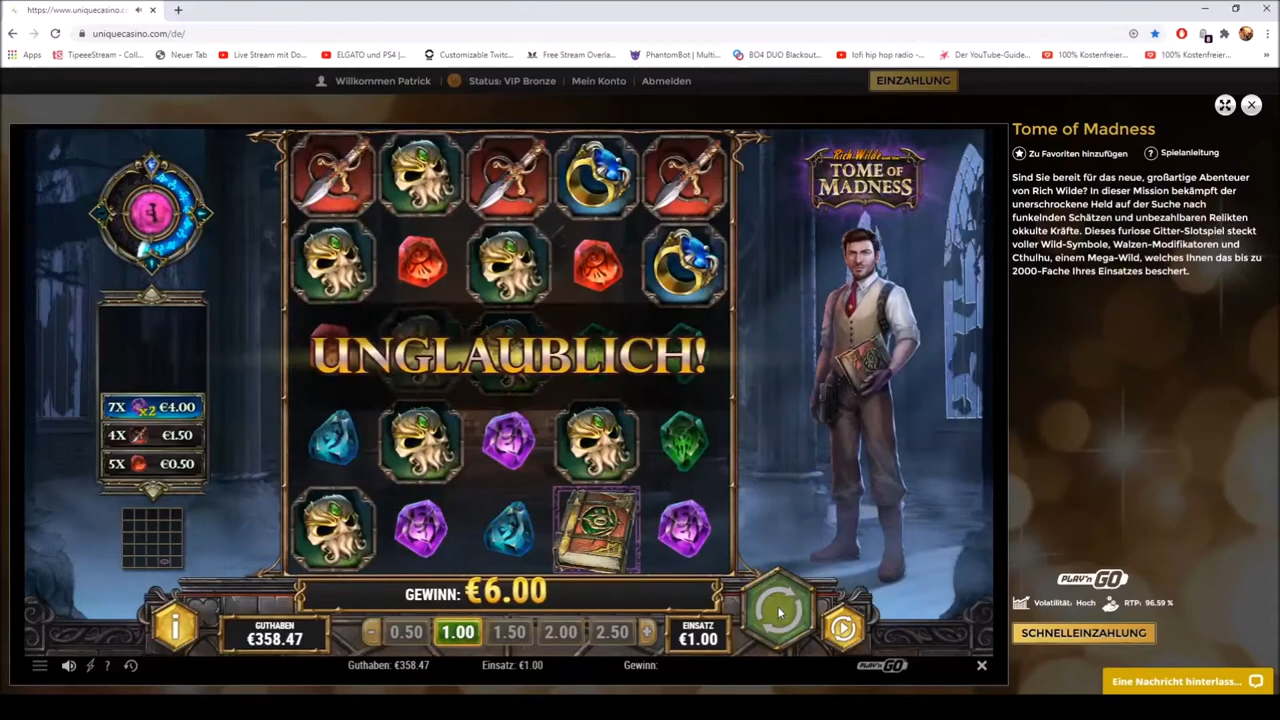 https://www.uniquecasino.c
uniquecasino.com/de/
Apps
TipeeeStream - Coll...
Neuer Tab
Live Stream mit Do...
ELGATO und PS4 |...
Customizable Twitc...
Free Stream Overla...
PhantomBot | Multi...
BO4 DUO Blackout...
lofi hip hop radio -...
Der YouTube-Guide...
100% Kostenfreier...
100% Kostenfreier...
»
Willkommen Patrick
Status: VIP Bronze
Mein Konto
Abmelden
EINZAHLUNG
Tome of Madness
Zu Favoriten hinzufügen
? Spielanleitung
Sind Sie bereit für das neue, großartige Abenteuer
von Rich Wilde? In dieser Mission bekämpft der
unerschrockene Held auf der Suche nach
funkelnden Schätzen und unbezahlbaren Relikten
okkulte Kräfte. Dieses furiose Gitter-Slotspiel steckt
voller Wild-Symbole, Walzen-Modifikatoren und
Cthulhu, einem Mega-Wild, welches Ihnen das bis zu
2000-Fache Ihres Einsatzes beschert.
Rich Wilde and the
TOME OF
MADNESS
UNGLAUBLICH!
7X x2 €4.00
4X €1.50
5X €0.50
GEWINN: €6.00
i
GUTHABEN
€358.47
- 0.50 1.00 1.50 2.00 2.50 +
EINSATZ
€1.00
?
Guthaben: €358.47
Einsatz: €1.00
Gewinn:
PLAY'n GO
PLAY'n GO
Volatilität: Hoch
RTP: 96.59 %
SCHNELLEINZAHLUNG
Eine Nachricht hinterlass...